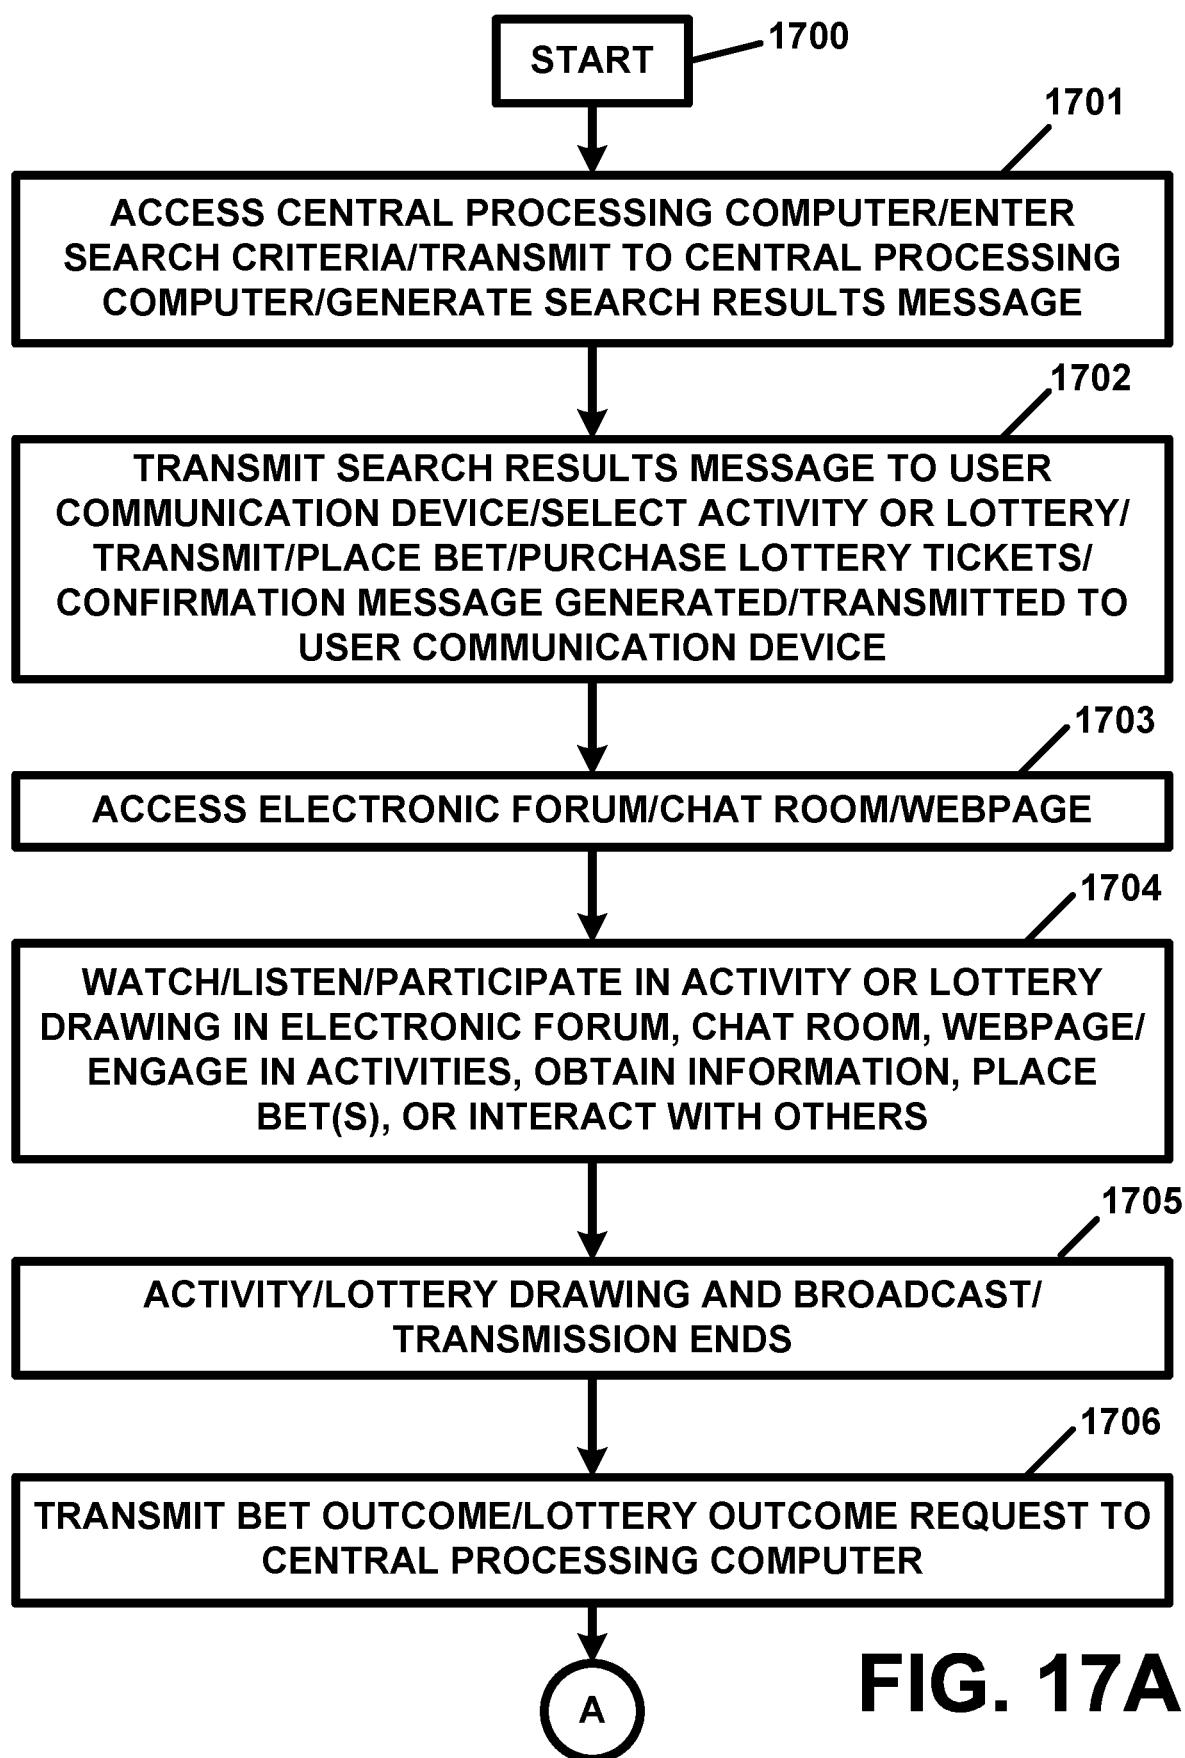 START
1700
1701
ACCESS CENTRAL PROCESSING COMPUTER/ENTER
SEARCH CRITERIA/TRANSMIT TO CENTRAL PROCESSING
COMPUTER/GENERATE SEARCH RESULTS MESSAGE
1702
TRANSMIT SEARCH RESULTS MESSAGE TO USER
COMMUNICATION DEVICE/SELECT ACTIVITY OR LOTTERY/
TRANSMIT/PLACE BET/PURCHASE LOTTERY TICKETS/
CONFIRMATION MESSAGE GENERATED/TRANSMITTED TO
USER COMMUNICATION DEVICE
1703
ACCESS ELECTRONIC FORUM/CHAT ROOM/WEBPAGE
1704
WATCH/LISTEN/PARTICIPATE IN ACTIVITY OR LOTTERY
DRAWING IN ELECTRONIC FORUM, CHAT ROOM, WEBPAGE/
ENGAGE IN ACTIVITIES, OBTAIN INFORMATION, PLACE
BET(S), OR INTERACT WITH OTHERS
1705
ACTIVITY/LOTTERY DRAWING AND BROADCAST/
TRANSMISSION ENDS
1706
TRANSMIT BET OUTCOME/LOTTERY OUTCOME REQUEST TO
CENTRAL PROCESSING COMPUTER
A
FIG. 17A